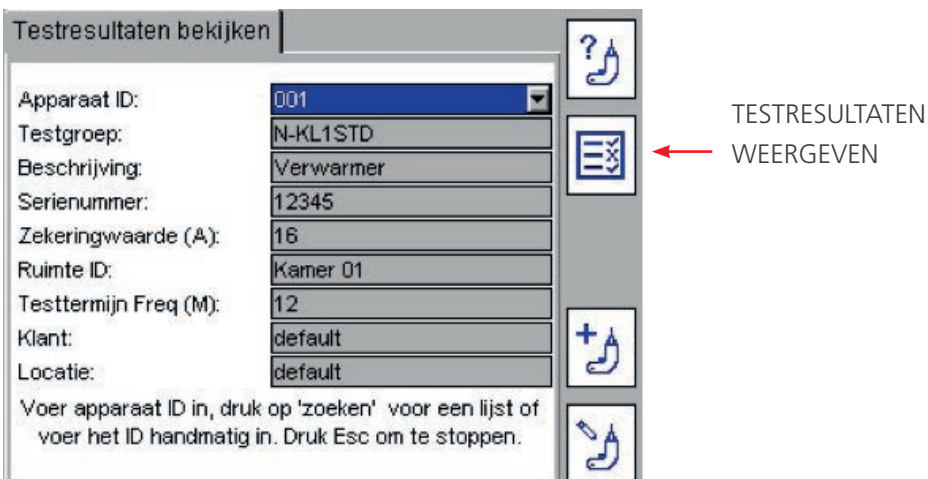 Testresultaten bekijken
Apparaat ID: 001
Testgroep: N-KL1STD
Beschrijving: Verwarmer
Serienummer: 12345
Zekeringwaarde (A): 16
Ruimte ID: Kamer 01
Testtermijn Freq (M): 12
Klant: default
Locatie: default
Voer apparaat ID in, druk op 'zoeken' voor een lijst of
voer het ID handmatig in. Druk Esc om te stoppen.
?
+
TESTRESULTATEN
WEERGEVEN